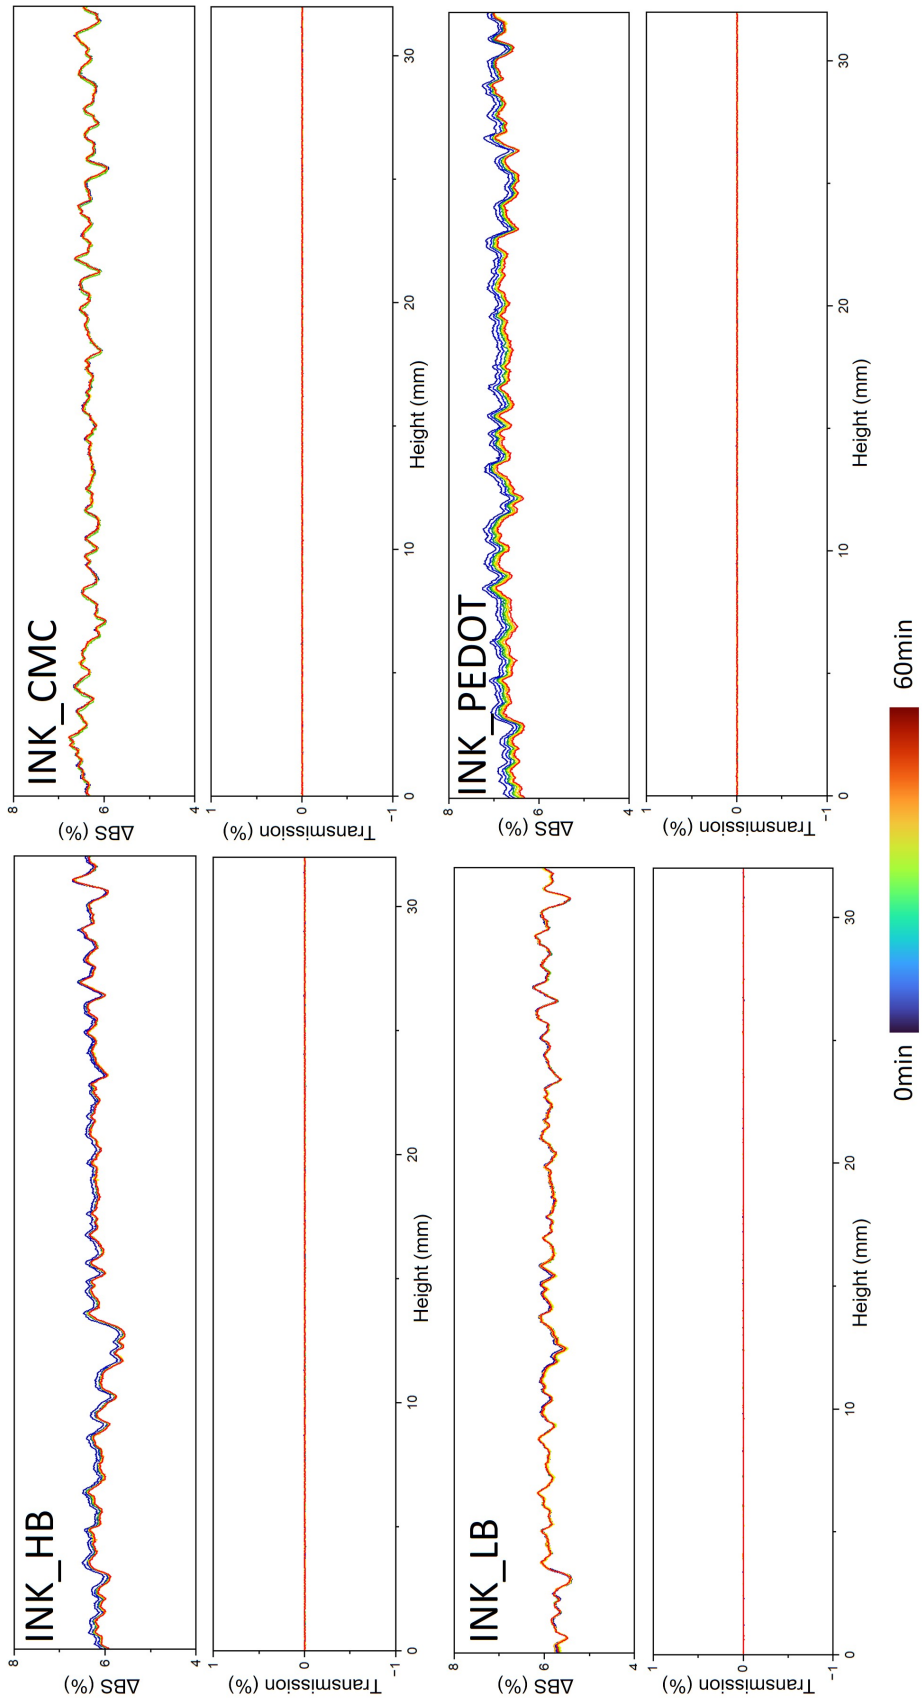 INK_HB
ΔBS (%)
8
6
4
Transmission (%)
1
0
−1
0 10 20 30
Height (mm)
INK_CMC
ΔBS (%)
8
6
4
Transmission (%)
1
0
−1
0 10 20 30
Height (mm)
INK_LB
ΔBS (%)
8
6
4
Transmission (%)
1
0
−1
0 10 20 30
Height (mm)
INK_PEDOT
ΔBS (%)
8
6
4
Transmission (%)
1
0
−1
0 10 20 30
Height (mm)
0min 60min